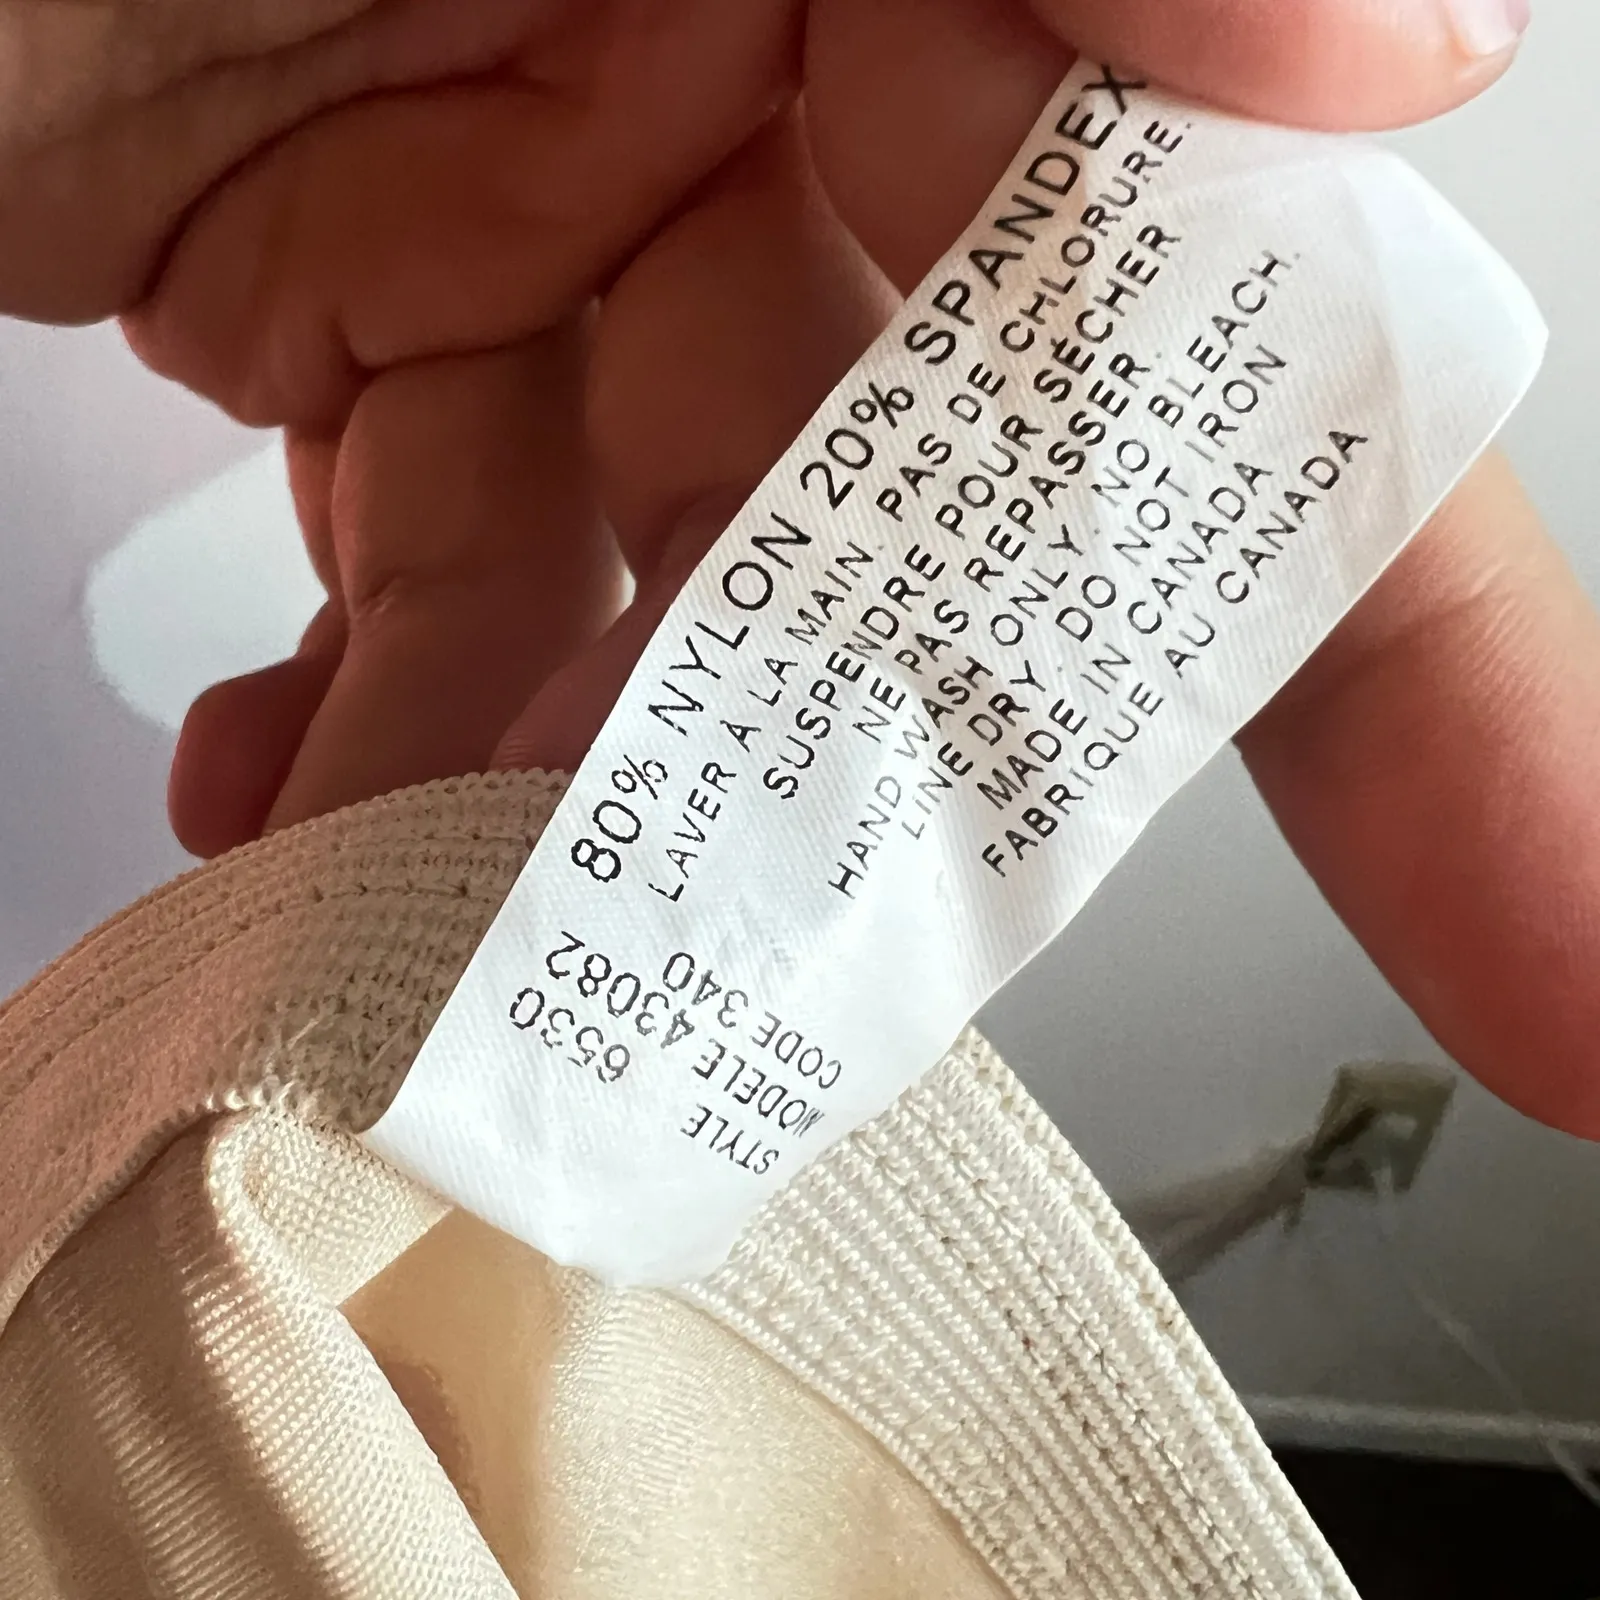 80% NYLON 20% SPANDEX
LAVER À LA MAIN. PAS DE CHLORURE.
SUSPENDRE POUR SÉCHER
NE PAS REPASSER.
HAND WASH ONLY. NO BLEACH.
LINE DRY. DO NOT IRON
MADE IN CANADA
FABRIQUE AU CANADA
STYLE 6530
MODELE 43082
CODE 340